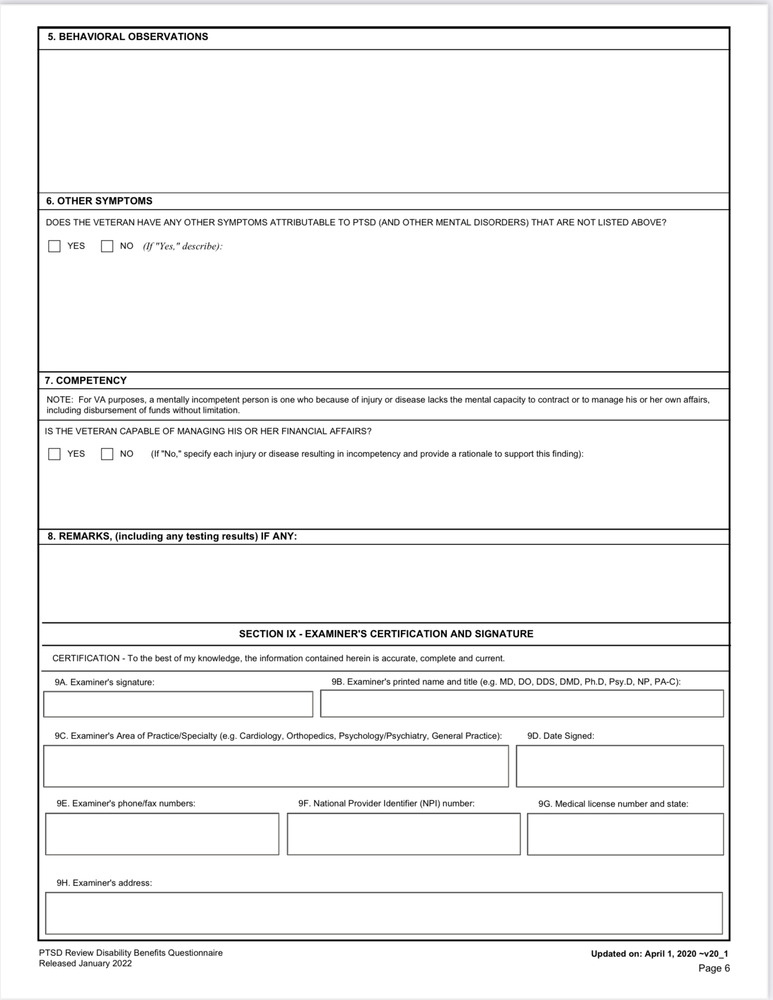 5. BEHAVIORAL OBSERVATIONS
6. OTHER SYMPTOMS
DOES THE VETERAN HAVE ANY OTHER SYMPTOMS ATTRIBUTABLE TO PTSD (AND OTHER MENTAL DISORDERS) THAT ARE NOT LISTED ABOVE?
YES NO (If "Yes," describe):
7. COMPETENCY
NOTE: For VA purposes, a mentally incompetent person is one who because of injury or disease lacks the mental capacity to contract or to manage his or her own affairs,
including disbursement of funds without limitation.
IS THE VETERAN CAPABLE OF MANAGING HIS OR HER FINANCIAL AFFAIRS?
YES NO (If "No," specify each injury or disease resulting in incompetency and provide a rationale to support this finding):
8. REMARKS, (including any testing results) IF ANY:
SECTION IX - EXAMINER'S CERTIFICATION AND SIGNATURE
CERTIFICATION - To the best of my knowledge, the information contained herein is accurate, complete and current.
9A. Examiner's signature: 9B. Examiner's printed name and title (e.g. MD, DO, DDS, DMD, Ph.D, Psy.D, NP, PA-C):
9C. Examiner's Area of Practice/Specialty (e.g. Cardiology, Orthopedics, Psychology/Psychiatry, General Practice): 9D. Date Signed:
9E. Examiner's phone/fax numbers: 9F. National Provider Identifier (NPI) number: 9G. Medical license number and state:
9H. Examiner's address:
PTSD Review Disability Benefits Questionnaire Updated on: April 1, 2020 ~v20_1
Released January 2022 Page 6